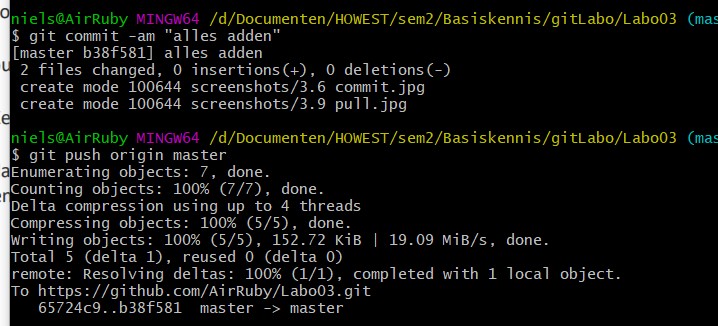 niels@AirRuby MINGW64 /d/Documenten/HOWEST/sem2/Basiskennis/gitLabo/Labo03 (mas
$ git commit -am "alles adden"
[master b38f581] alles adden
 2 files changed, 0 insertions(+), 0 deletions(-)
 create mode 100644 screenshots/3.6 commit.jpg
 create mode 100644 screenshots/3.9 pull.jpg

niels@AirRuby MINGW64 /d/Documenten/HOWEST/sem2/Basiskennis/gitLabo/Labo03 (mas
$ git push origin master
Enumerating objects: 7, done.
Counting objects: 100% (7/7), done.
Delta compression using up to 4 threads
Compressing objects: 100% (5/5), done.
Writing objects: 100% (5/5), 152.72 KiB | 19.09 MiB/s, done.
Total 5 (delta 1), reused 0 (delta 0)
remote: Resolving deltas: 100% (1/1), completed with 1 local object.
To https://github.com/AirRuby/Labo03.git
   65724c9..b38f581  master -> master